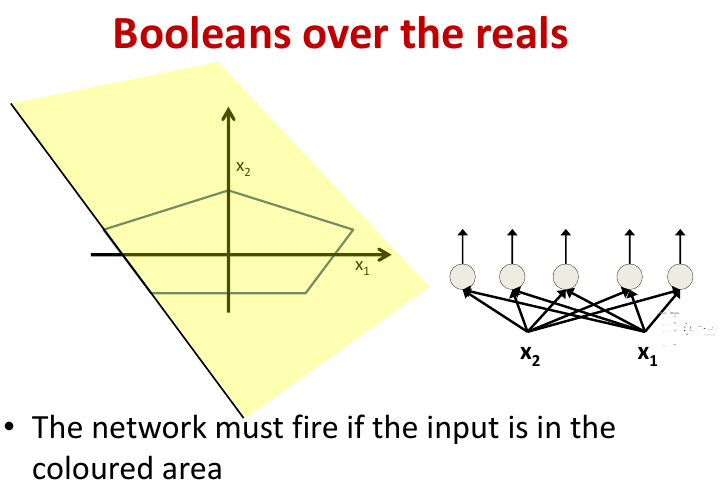 Booleans over the reals
x2
x1
x2
x1
• The network must fire if the input is in the
coloured area